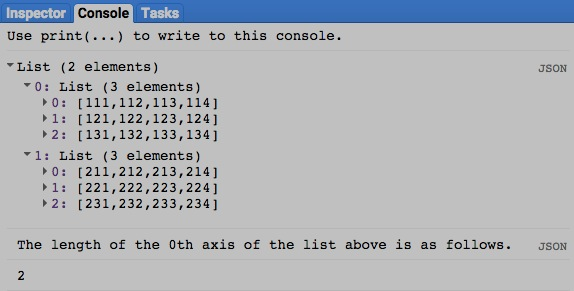 Inspector Console Tasks
Use print(...) to write to this console.
List (2 elements) JSON
0: List (3 elements)
0: [111,112,113,114]
1: [121,122,123,124]
2: [131,132,133,134]
1: List (3 elements)
0: [211,212,213,214]
1: [221,222,223,224]
2: [231,232,233,234]
The length of the 0th axis of the list above is as follows. JSON
2